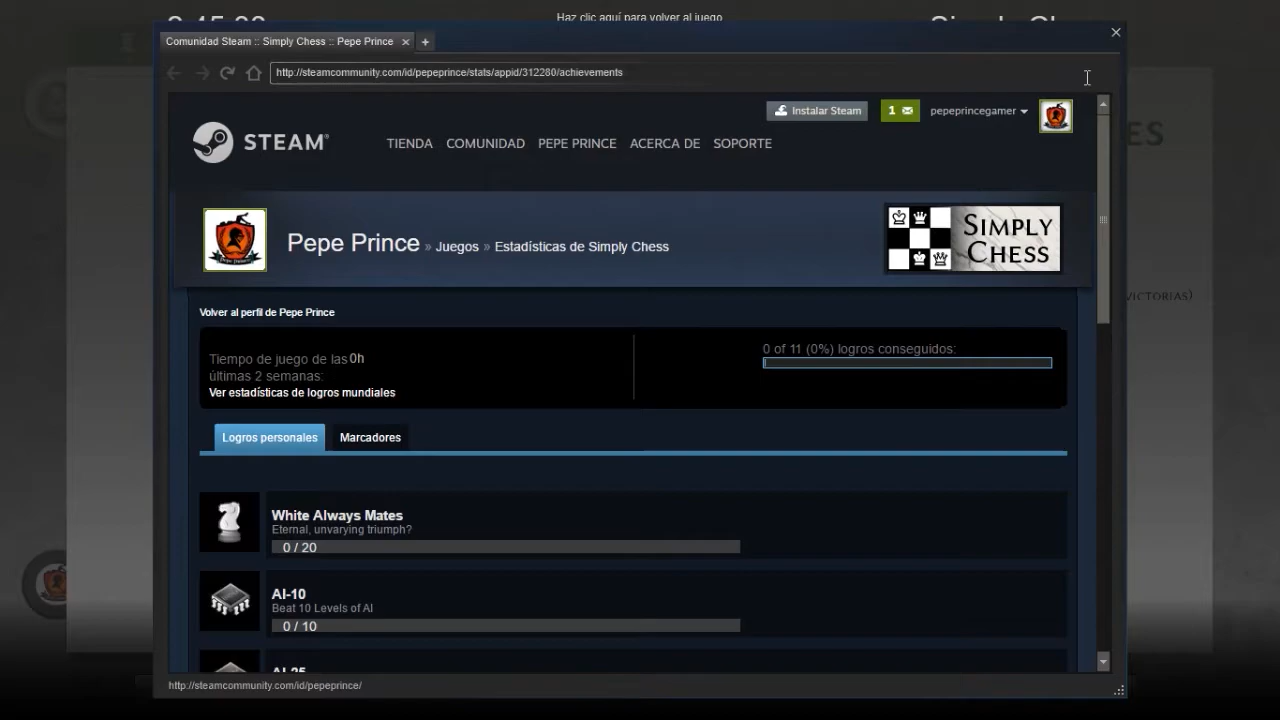 Haz clic aquí para volver al juego
Comunidad Steam :: Simply Chess :: Pepe Prince
http://steamcommunity.com/id/pepeprince/stats/appid/312280/achievements
Instalar Steam
1
pepeprincegamer
STEAM®
TIENDA COMUNIDAD PEPE PRINCE ACERCA DE SOPORTE
Pepe Prince » Juegos » Estadísticas de Simply Chess
SIMPLY
CHESS
VICTORIAS)
Volver al perfil de Pepe Prince
Tiempo de juego de las 0h
últimas 2 semanas:
Ver estadísticas de logros mundiales
0 of 11 (0%) logros conseguidos:
Logros personales
Marcadores
White Always Mates
Eternal, unvarying triumph?
0 / 20
AI-10
Beat 10 Levels of AI
0 / 10
AI-25
http://steamcommunity.com/id/pepeprince/